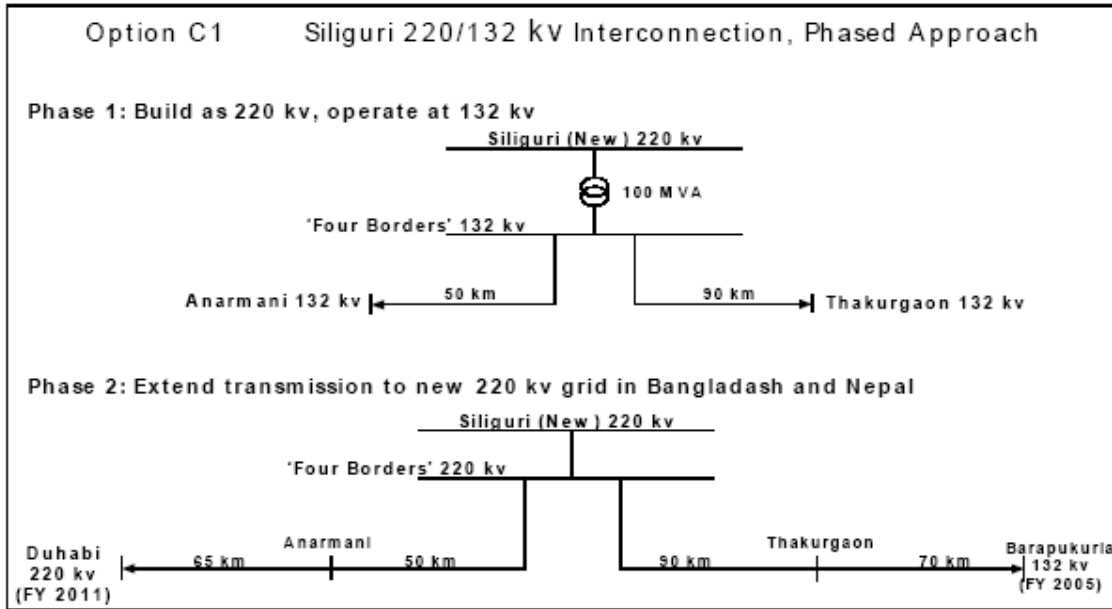 Option C1 Siliguri 220/132 kv Interconnection, Phased Approach
Phase 1: Build as 220 kv, operate at 132 kv
Siliguri (New) 220 kv
100 MVA
'Four Borders' 132 kv
50 km
90 km
Anarmani 132 kv
Thakurgaon 132 kv
Phase 2: Extend transmission to new 220 kv grid in Bangladash and Nepal
Siliguri (New) 220 kv
'Four Borders' 220 kv
Duhabi
220 kv
(FY 2011)
65 km
Anarmani
50 km
90 km
Thakurgaon
70 km
Barapukuria
132 kv
(FY 2005)